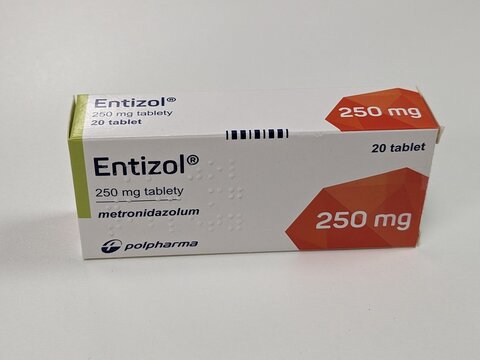 Entizol®
250 mg tablety
20 tablet
250 mg
20 tablet
Entizol®
250 mg tablety
metronidazolum
250 mg
polpharma